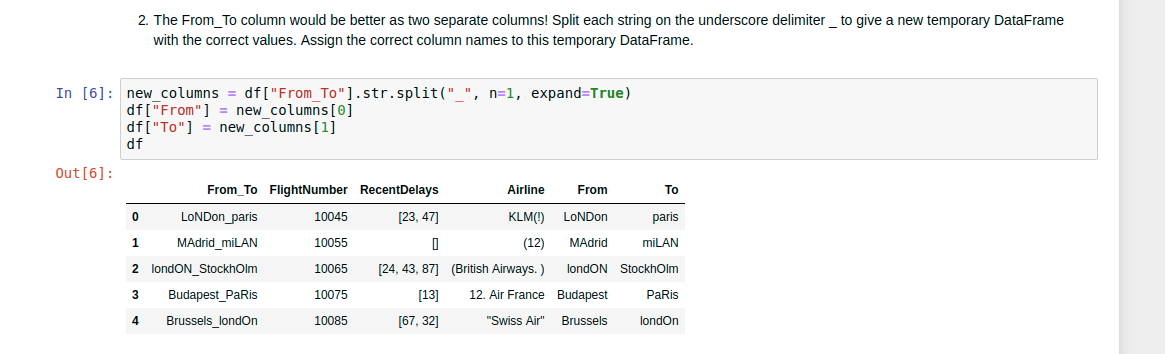 2. The From_To column would be better as two separate columns! Split each string on the underscore delimiter _ to give a new temporary DataFrame
with the correct values. Assign the correct column names to this temporary DataFrame.
In [6]: new_columns = df["From_To"].str.split("_", n=1, expand=True)
df["From"] = new_columns[0]
df["To"] = new_columns[1]
df
Out[6]:
From_To FlightNumber RecentDelays Airline From To
0 LoNDon_paris 10045 [23, 47] KLM(!) LoNDon paris
1 MAdrid_miLAN 10055 [] (12) MAdrid miLAN
2 londON_StockhOlm 10065 [24, 43, 87] (British Airways. ) londON StockhOlm
3 Budapest_PaRis 10075 [13] 12. Air France Budapest PaRis
4 Brussels_londOn 10085 [67, 32] "Swiss Air" Brussels londOn